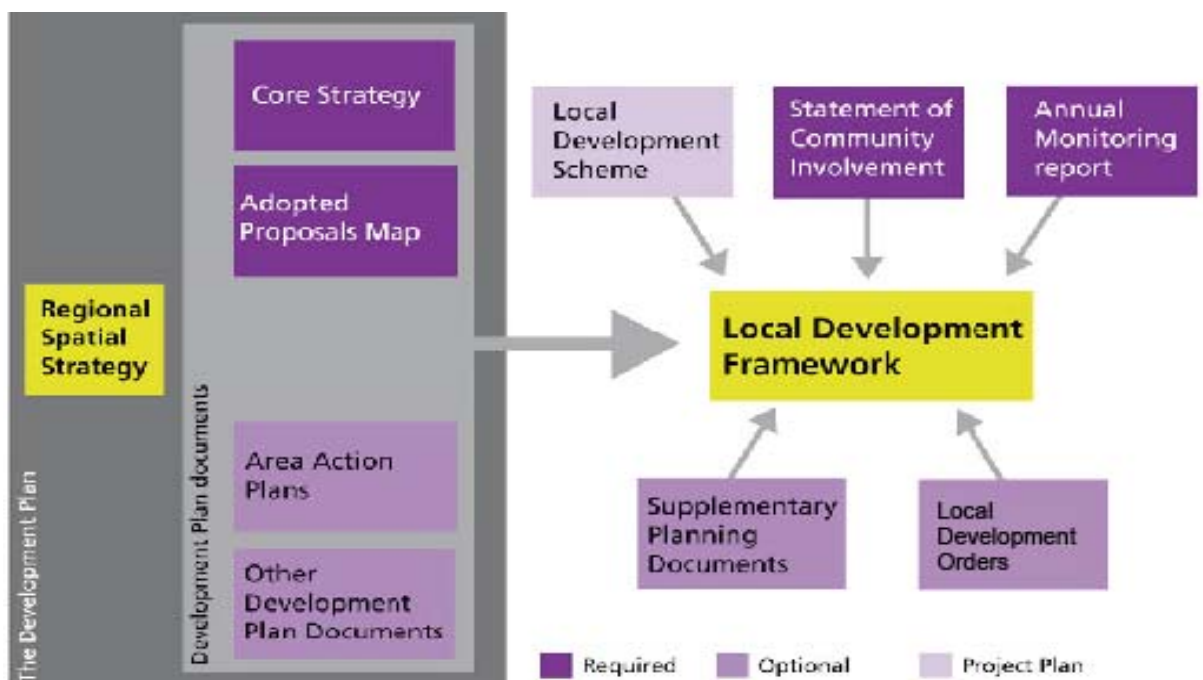 The Development Plan
Regional
Spatial
Strategy
Development Plan documents
Core Strategy
Adopted
Proposals Map
Area Action
Plans
Other
Development
Plan Documents
Local
Development
Scheme
Statement of
Community
Involvement
Annual
Monitoring
report
Local Development
Framework
Supplementary
Planning
Documents
Local
Development
Orders
Required
Optional
Project Plan